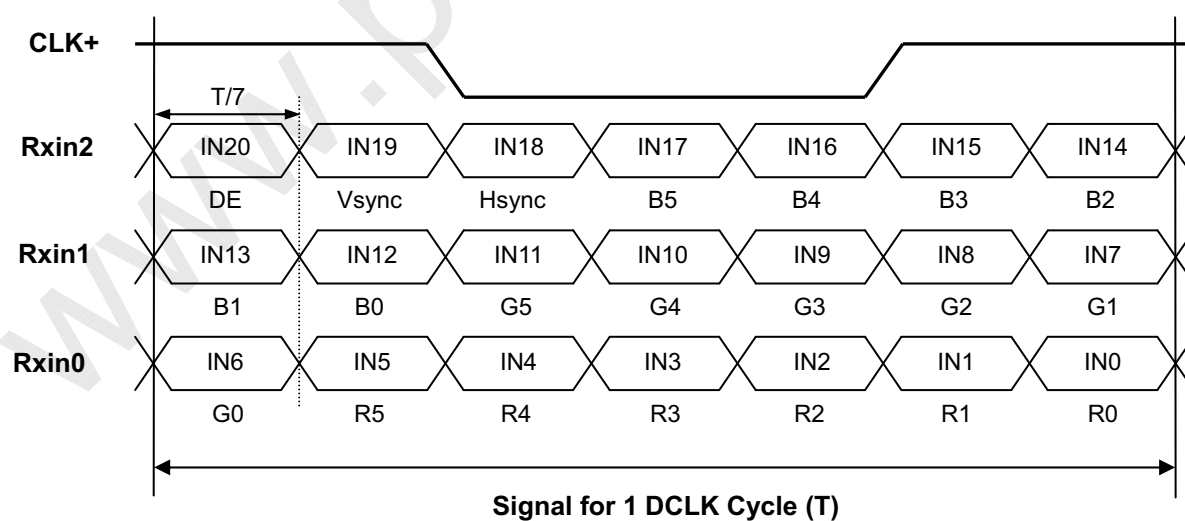 CLK+
T/7
Rxin2 IN20 IN19 IN18 IN17 IN16 IN15 IN14
DE Vsync Hsync B5 B4 B3 B2
Rxin1 IN13 IN12 IN11 IN10 IN9 IN8 IN7
B1 B0 G5 G4 G3 G2 G1
Rxin0 IN6 IN5 IN4 IN3 IN2 IN1 IN0
G0 R5 R4 R3 R2 R1 R0
Signal for 1 DCLK Cycle (T)
www.p